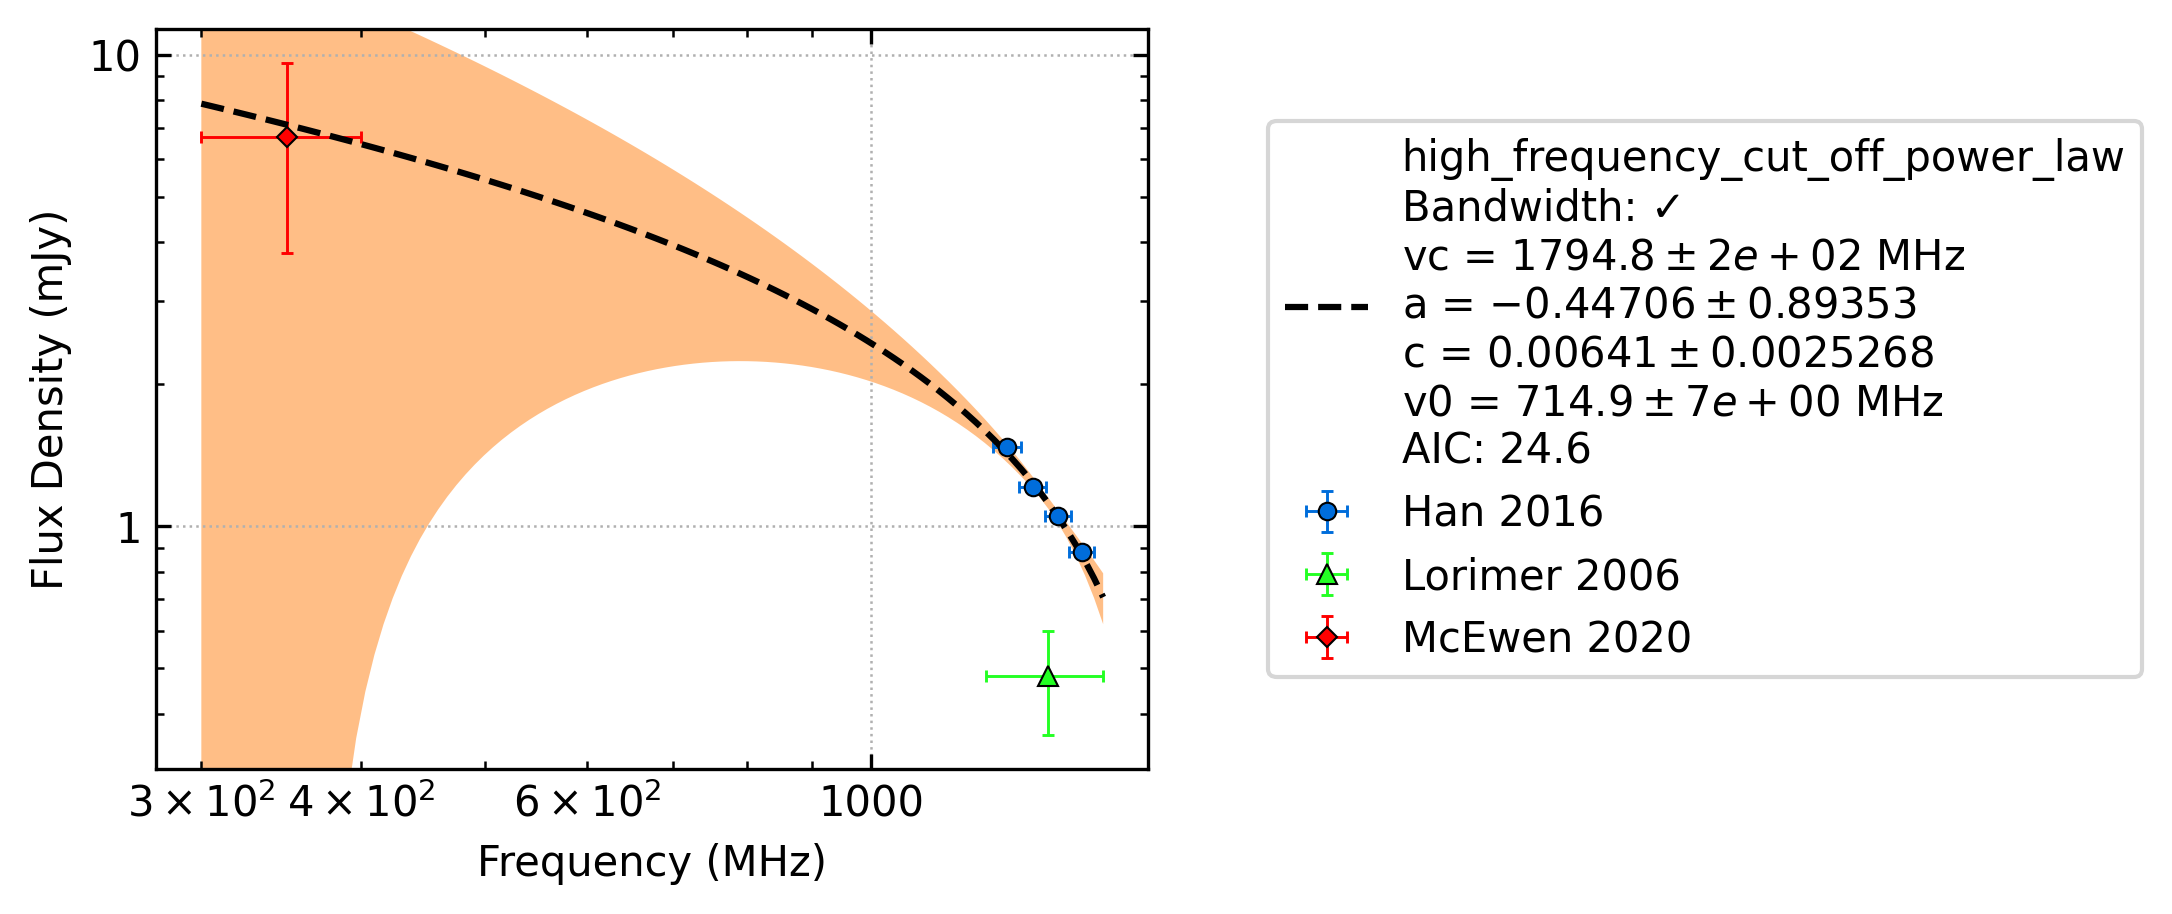 10
1
Flux Density (mJy)
3 × 10² 4 × 10² 6 × 10² 1000
Frequency (MHz)
high_frequency_cut_off_power_law
Bandwidth: ✓
vc = 1794.8 ± 2e + 02 MHz
a = −0.44706 ± 0.89353
c = 0.00641 ± 0.0025268
v0 = 714.9 ± 7e + 00 MHz
AIC: 24.6
Han 2016
Lorimer 2006
McEwen 2020